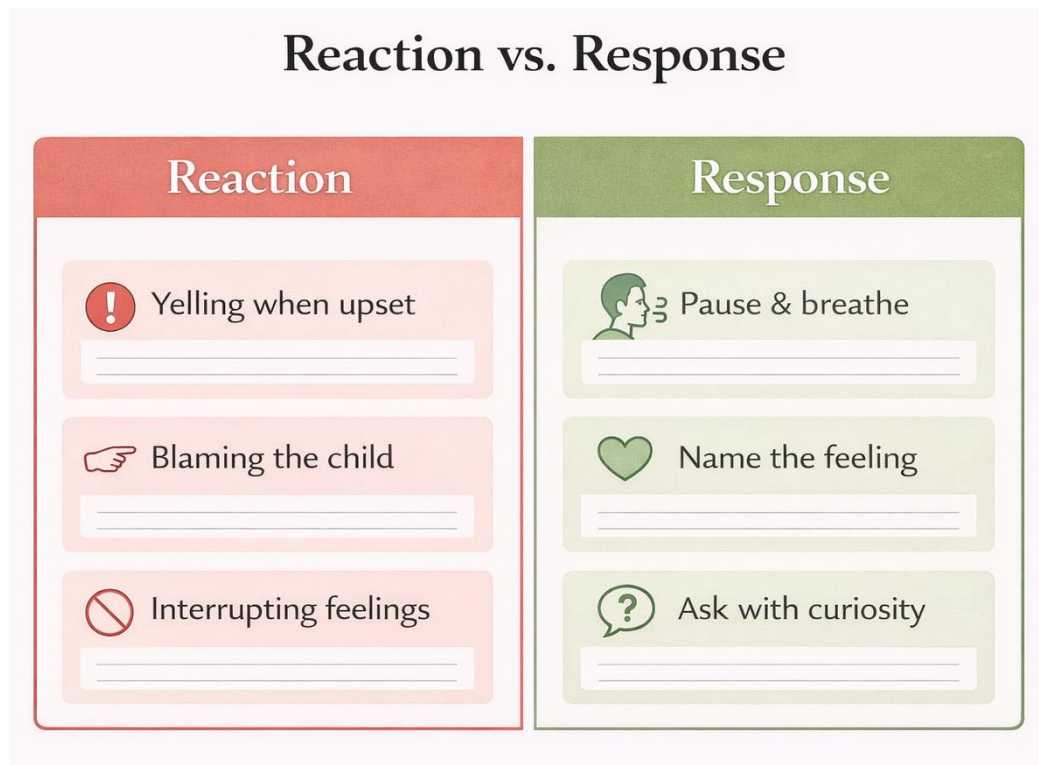 Reaction vs. Response
Reaction
Yelling when upset
Blaming the child
Interrupting feelings
Response
Pause & breathe
Name the feeling
Ask with curiosity